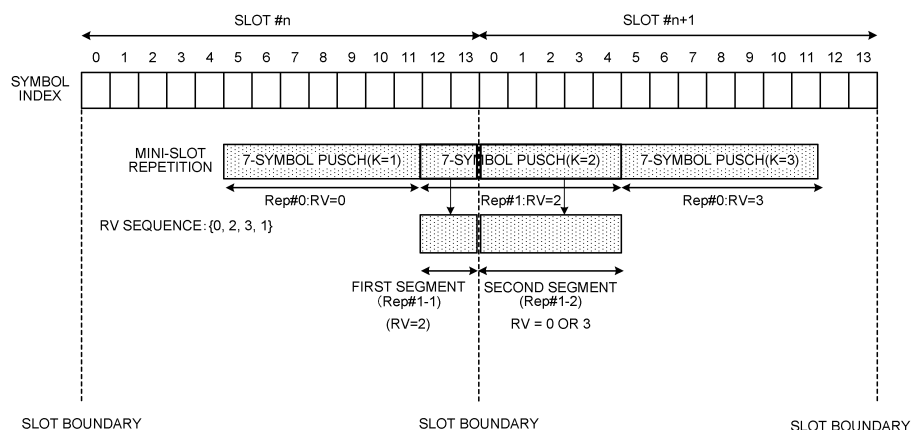 SLOT #n
SLOT #n+1
0 1 2 3 4 5 6 7 8 9 10 11 12 13 0 1 2 3 4 5 6 7 8 9 10 11 12 13
SYMBOL
INDEX
MINI-SLOT
REPETITION
7-SYMBOL PUSCH(K=1)
7-SYMBOL PUSCH(K=2)
7-SYMBOL PUSCH(K=3)
Rep#0:RV=0
Rep#1:RV=2
Rep#0:RV=3
RV SEQUENCE:{0, 2, 3, 1}
FIRST SEGMENT
(Rep#1-1)
(RV=2)
SECOND SEGMENT
(Rep#1-2)
RV = 0 OR 3
SLOT BOUNDARY
SLOT BOUNDARY
SLOT BOUNDARY